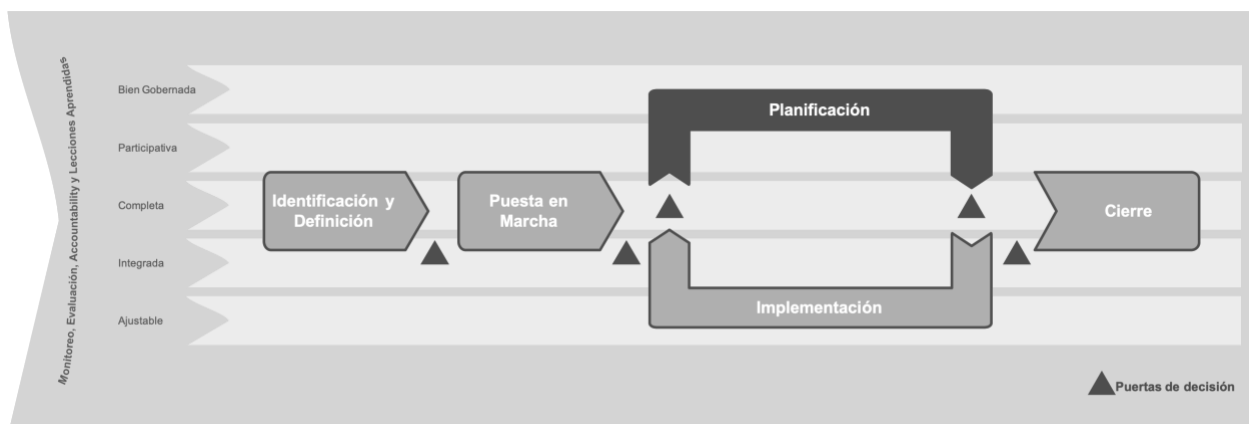 Monitoreo, Evaluación, Accountability y Lecciones Aprendidas
Bien Gobernada
Participativa
Completa
Integrada
Ajustable
Identificación y
Definición
Puesta en
Marcha
Planificación
Implementación
Cierre
Puertas de decisión